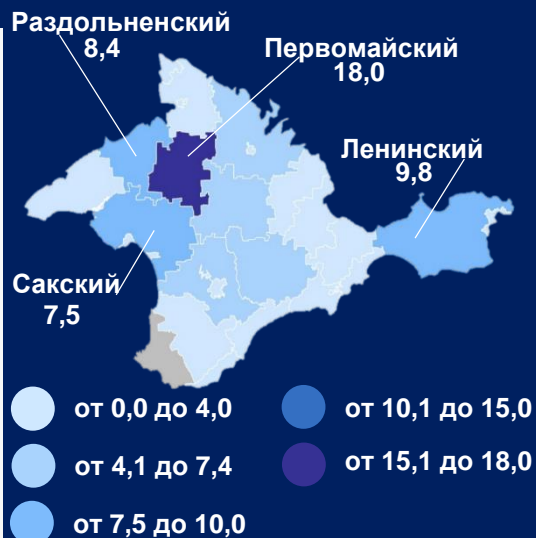 Раздольненский
8,4
Первомайский
18,0
Ленинский
9,8
Сакский
7,5
от 0,0 до 4,0
от 10,1 до 15,0
от 4,1 до 7,4
от 15,1 до 18,0
от 7,5 до 10,0